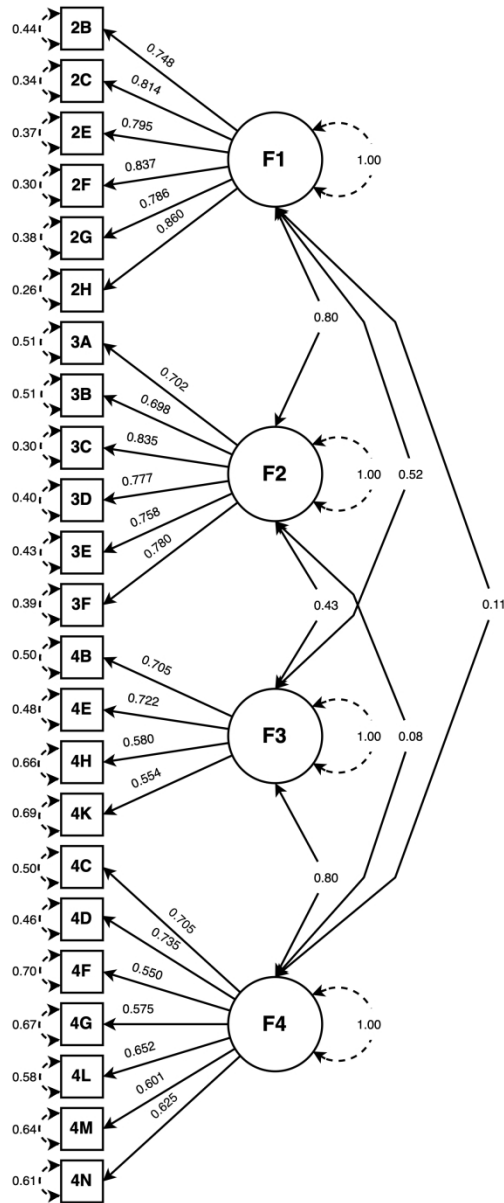 0.44
2B
0.748
0.34
2C
0.814
0.37
2E
0.795
0.30
2F
0.837
0.38
2G
0.786
0.26
2H
0.860
F1
1.00
0.80
0.51
3A
0.702
0.51
3B
0.698
0.30
3C
0.835
0.40
3D
0.777
0.43
3E
0.758
0.39
3F
0.780
F2
1.00
0.52
0.43
0.11
0.50
4B
0.705
0.48
4E
0.722
0.66
4H
0.580
0.69
4K
0.554
F3
1.00
0.08
0.80
0.50
4C
0.705
0.46
4D
0.735
0.70
4F
0.550
0.67
4G
0.575
0.58
4L
0.652
0.64
4M
0.601
0.61
4N
0.625
F4
1.00